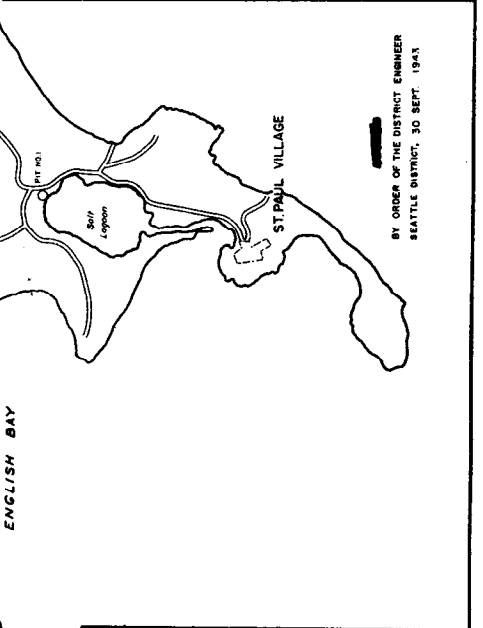 ENGLISH BAY
PIT NO.1
Salt
Lagoon
ST. PAUL VILLAGE
BY ORDER OF THE DISTRICT ENGINEER
SEATTLE DISTRICT, 30 SEPT. 1943